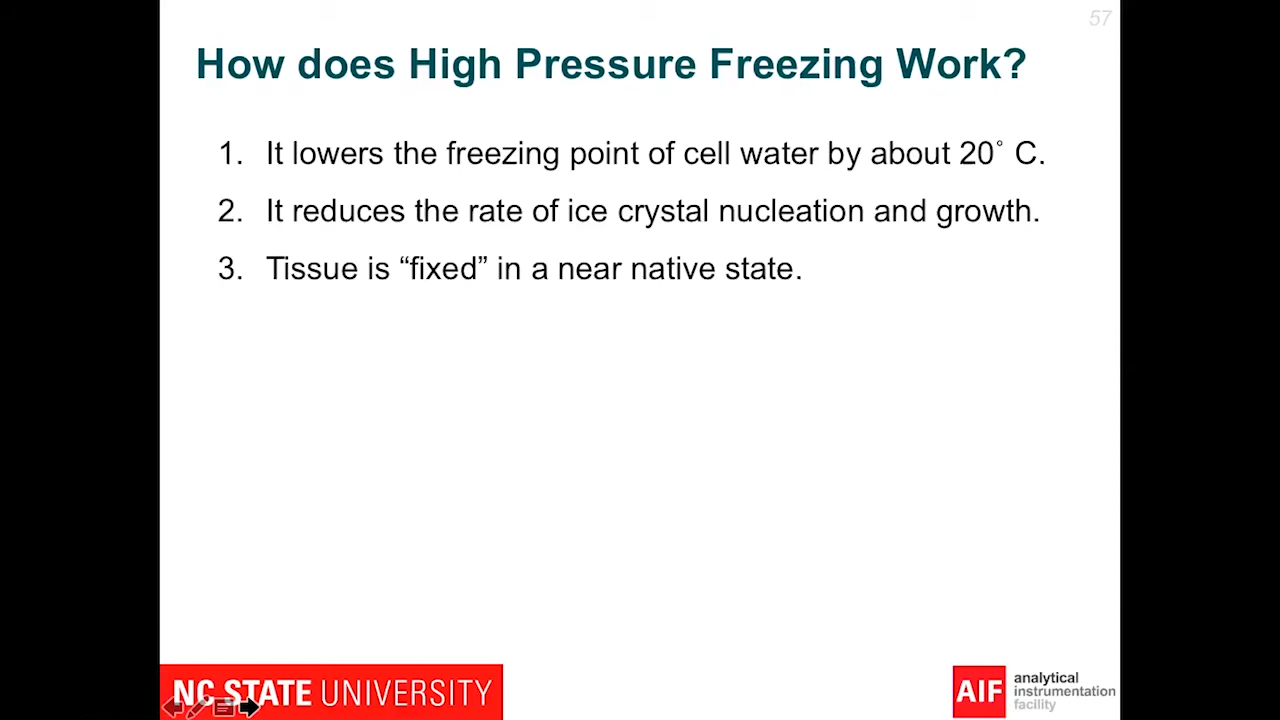 57
How does High Pressure Freezing Work?
1. It lowers the freezing point of cell water by about 20° C.
2. It reduces the rate of ice crystal nucleation and growth.
3. Tissue is “fixed” in a near native state.
NC STATE UNIVERSITY
AIF
analytical
instrumentation
facility